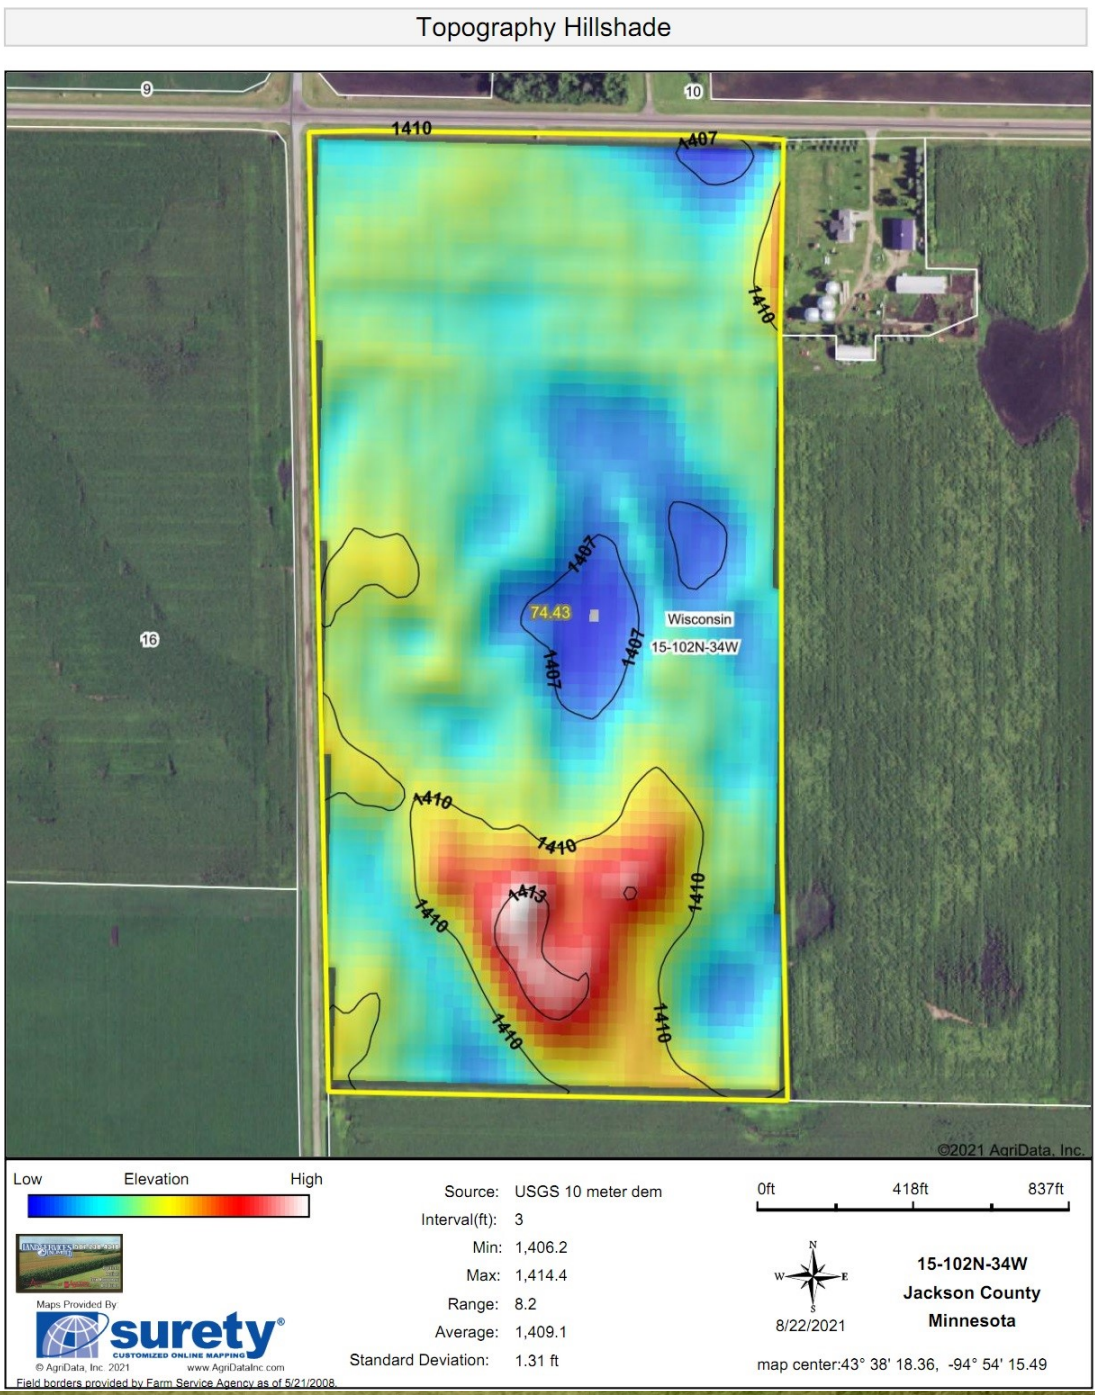 Topography Hillshade
9
10
1410
1407
1410
1407
74.43
Wisconsin
16
1407
1407
15-102N-34W
1410
1410
1413
1410
1410
1410
1410
©2021 AgriData, Inc.
Low Elevation High
Source: USGS 10 meter dem
Interval(ft): 3
Min: 1,406.2
Max: 1,414.4
Range: 8.2
Average: 1,409.1
Standard Deviation: 1.31 ft
0ft 418ft 837ft
N
W E
S
8/22/2021
15-102N-34W
Jackson County
Minnesota
map center:43° 38' 18.36, -94° 54' 15.49
LAND SERVICES
Maps Provided By
surety®
CUSTOMIZED ONLINE MAPPING
© AgriData, Inc. 2021 www.AgriDataInc.com
Field borders provided by Farm Service Agency as of 5/21/2008.